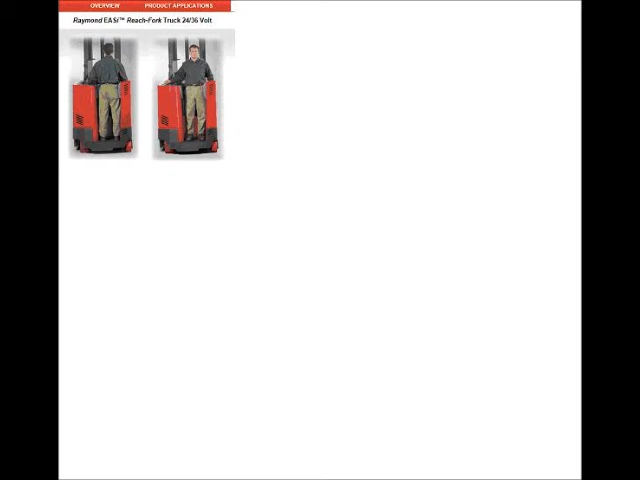 OVERVIEW PRODUCT APPLICATIONS
Raymond EASi™ Reach-Fork Truck 24/36 Volt